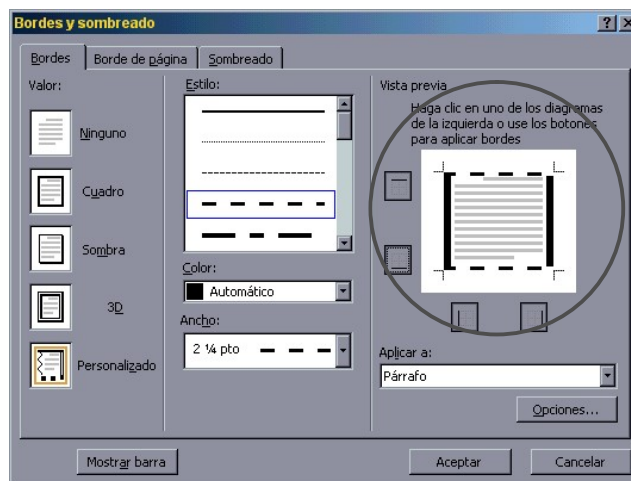 Bordes y sombreado
Bordes
Borde de página
Sombreado
Valor:
Ninguno
Cuadro
Sombra
3D
Personalizado
Estilo:
Color:
Automático
Ancho:
2 ¼ pto
Vista previa
Haga clic en uno de los diagramas
de la izquierda o use los botones
para aplicar bordes
Aplicar a:
Párrafo
Opciones...
Mostrar barra
Aceptar
Cancelar